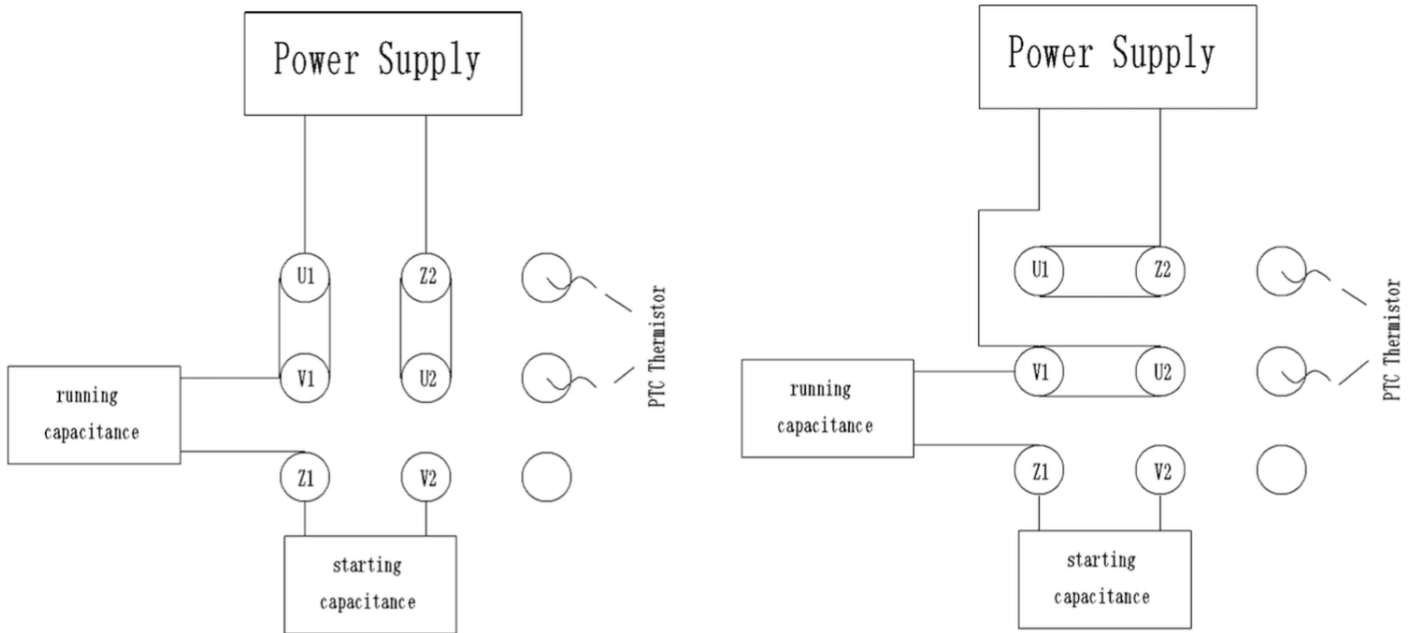 Power Supply
U1
Z2
V1
U2
Z1
V2
running
capacitance
starting
capacitance
PTC Thermistor
Power Supply
U1
Z2
V1
U2
Z1
V2
running
capacitance
starting
capacitance
PTC Thermistor